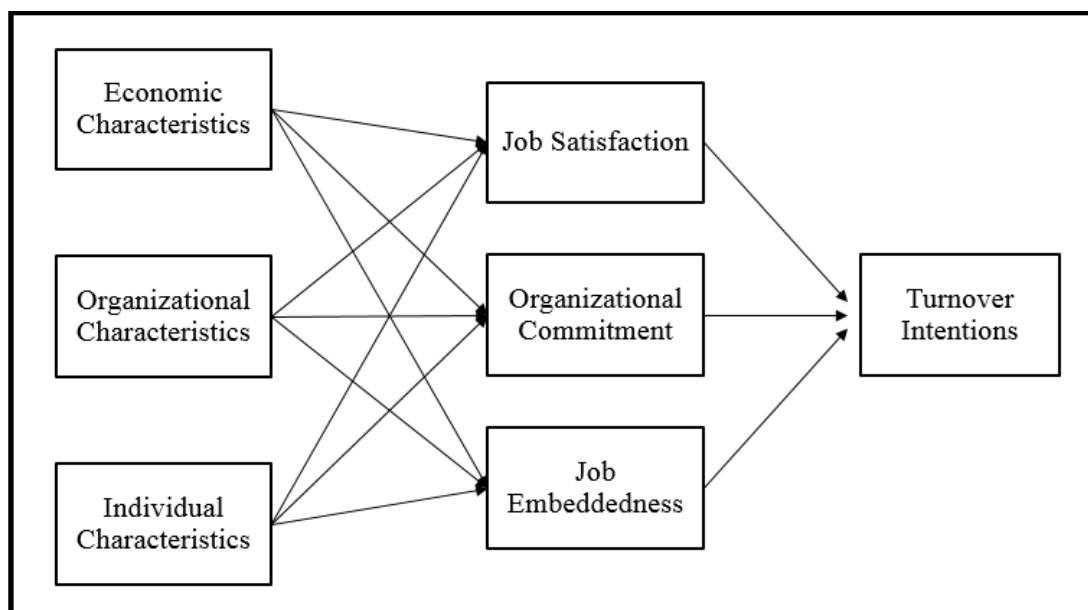 Economic
Characteristics
Job Satisfaction
Organizational
Characteristics
Organizational
Commitment
Turnover
Intentions
Individual
Characteristics
Job
Embeddedness